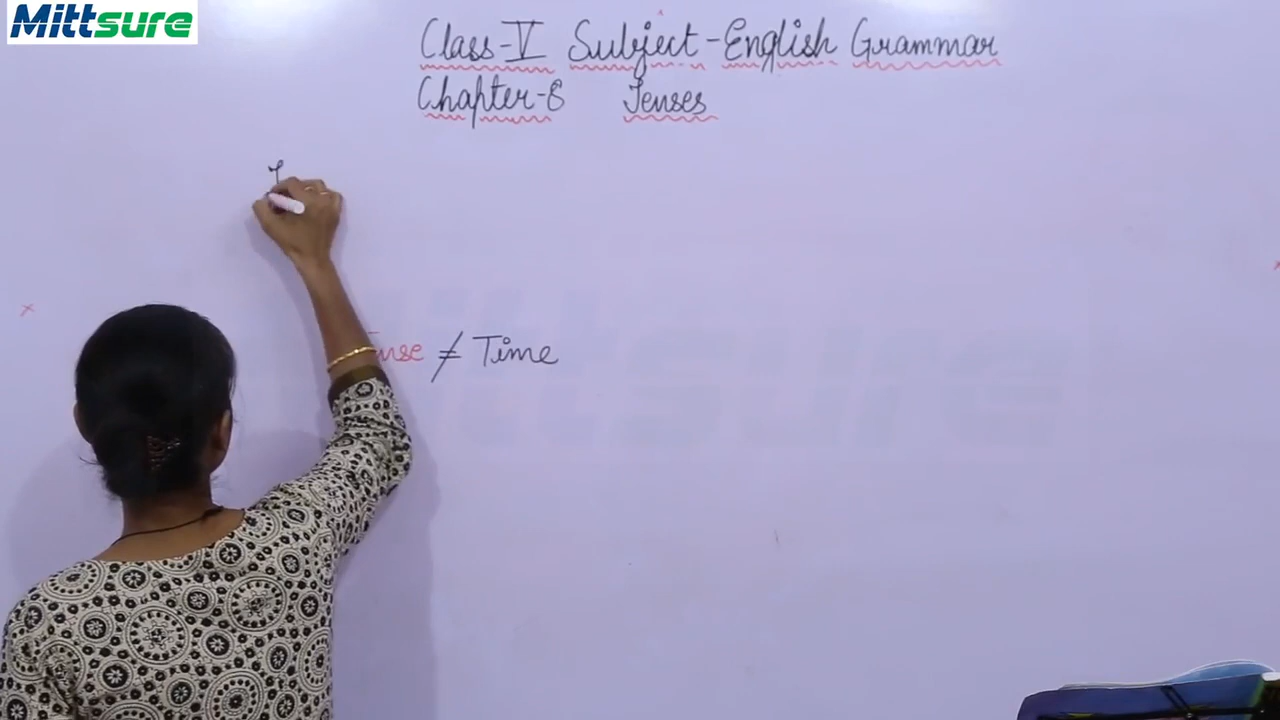 Mittsure
Class-V Subject-English Grammar
Chapter-8 Tenses
≠ Time